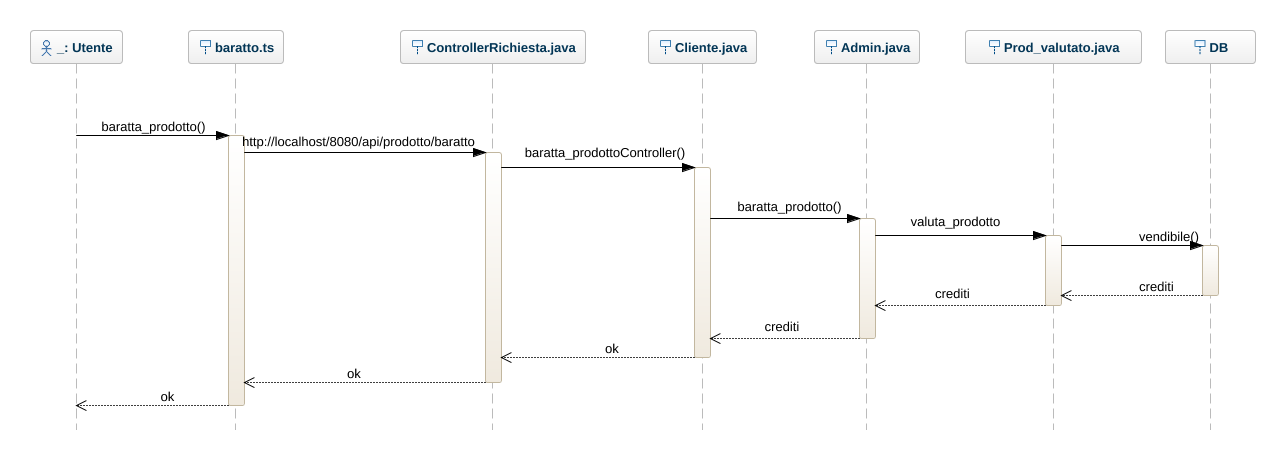 _: Utente
baratto.ts
ControllerRichiesta.java
Cliente.java
Admin.java
Prod_valutato.java
DB
baratta_prodotto()
http://localhost/8080/api/prodotto/baratto
baratta_prodottoController()
baratta_prodotto()
valuta_prodotto
vendibile()
crediti
crediti
crediti
ok
ok
ok